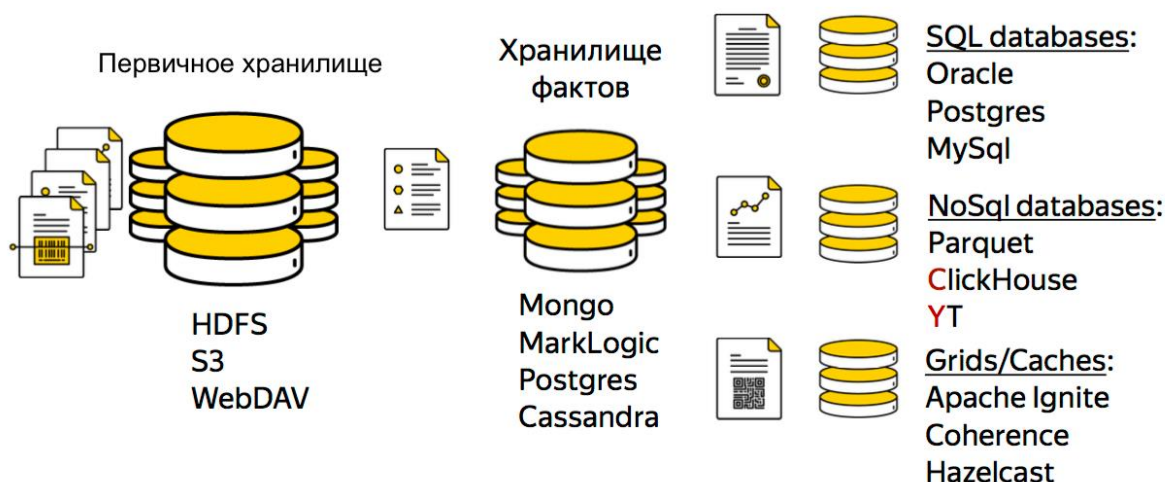 Первичное хранилище
HDFS
S3
WebDAV
Хранилище
фактов
Mongo
MarkLogic
Postgres
Cassandra
SQL databases:
Oracle
Postgres
MySql
NoSql databases:
Parquet
ClickHouse
YT
Grids/Caches:
Apache Ignite
Coherence
Hazelcast